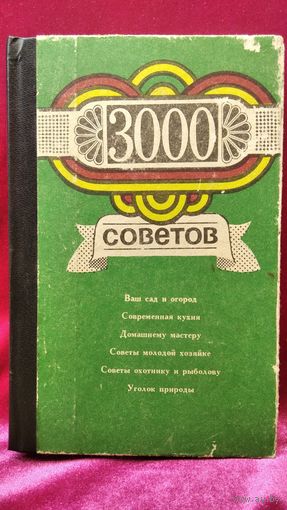 3000
советов
Ваш сад и огород
Современная кухня
Домашнему мастеру
Советы молодой хозяйке
Советы охотнику и рыболову
Уголок природы